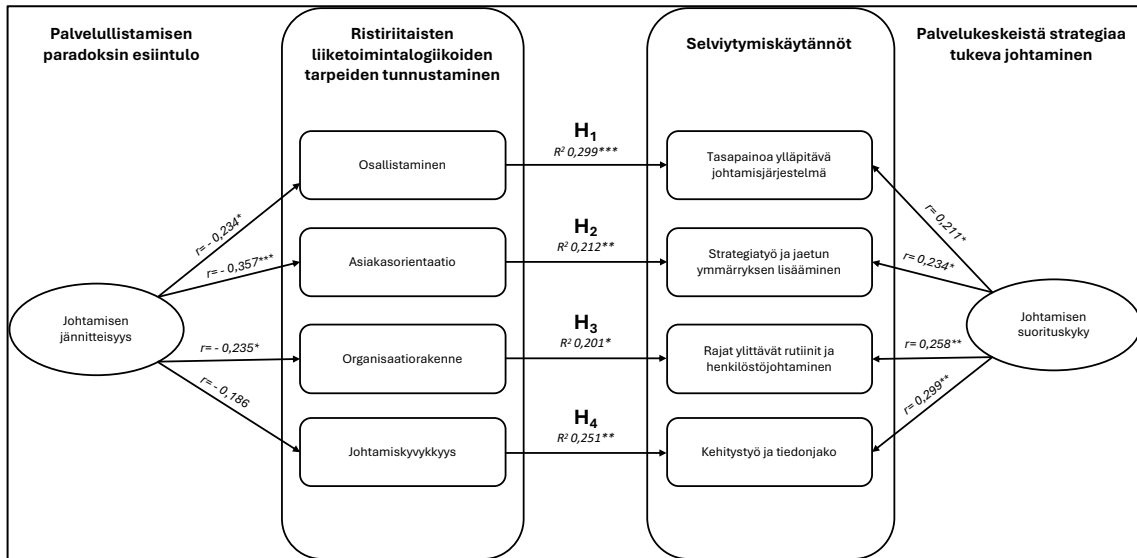 Palvelullistamisen
paradoksin esiintulo
Ristiriitaisten
liiketoimintalogiikoiden
tarpeiden tunnustaminen
Selviytymiskäytännöt
Palvelukeskeistä strategiaa
tukeva johtaminen
Johtamisen
jännitteisyys
r= - 0,234*
r= - 0,357***
r= - 0,235*
r= - 0,186
Osallistaminen
Asiakasorientaatio
Organisaatiorakenne
Johtamiskyvykkyys
H1
R² 0,299***
H2
R² 0,212**
H3
R² 0,201*
H4
R² 0,251**
Tasapainoa ylläpitävä
johtamisjärjestelmä
Strategiatyö ja jaetun
ymmärryksen lisääminen
Rajat ylittävät rutiinit ja
henkilöstöjohtaminen
Kehitystyö ja tiedonjako
r= 0,211*
r= 0,234*
r= 0,258**
r= 0,299**
Johtamisen
suorituskyky